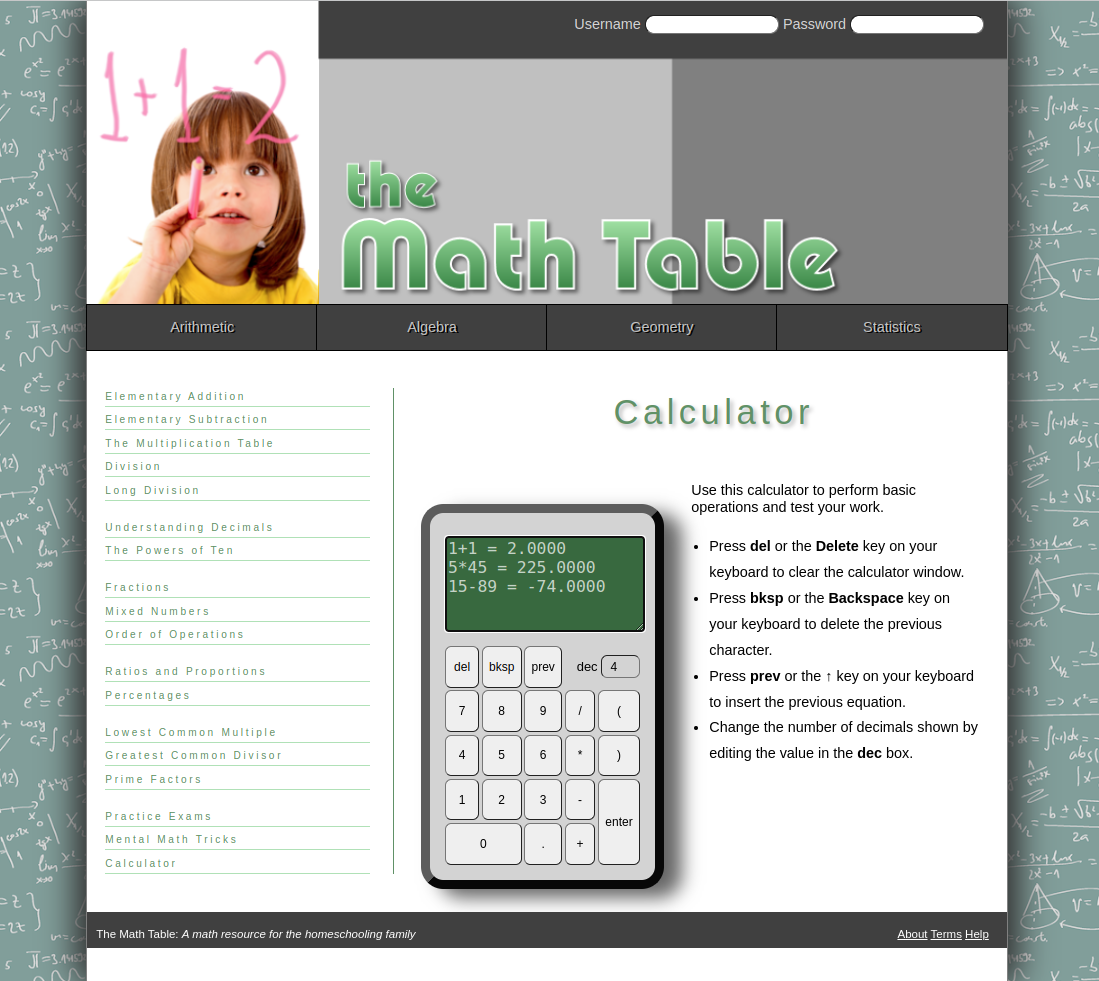 Username Password
1+1=2
the
Math Table
Arithmetic Algebra Geometry Statistics
Elementary Addition
Elementary Subtraction
The Multiplication Table
Division
Long Division
Understanding Decimals
The Powers of Ten
Fractions
Mixed Numbers
Order of Operations
Ratios and Proportions
Percentages
Lowest Common Multiple
Greatest Common Divisor
Prime Factors
Practice Exams
Mental Math Tricks
Calculator
Calculator
1+1 = 2.0000
5*45 = 225.0000
15-89 = -74.0000
del bksp prev dec 4
7 8 9 / (
4 5 6 * )
1 2 3 - enter
0 . +
Use this calculator to perform basic
operations and test your work.
• Press del or the Delete key on your
keyboard to clear the calculator window.
• Press bksp or the Backspace key on
your keyboard to delete the previous
character.
• Press prev or the ↑ key on your keyboard
to insert the previous equation.
• Change the number of decimals shown by
editing the value in the dec box.
The Math Table: A math resource for the homeschooling family
About Terms Help